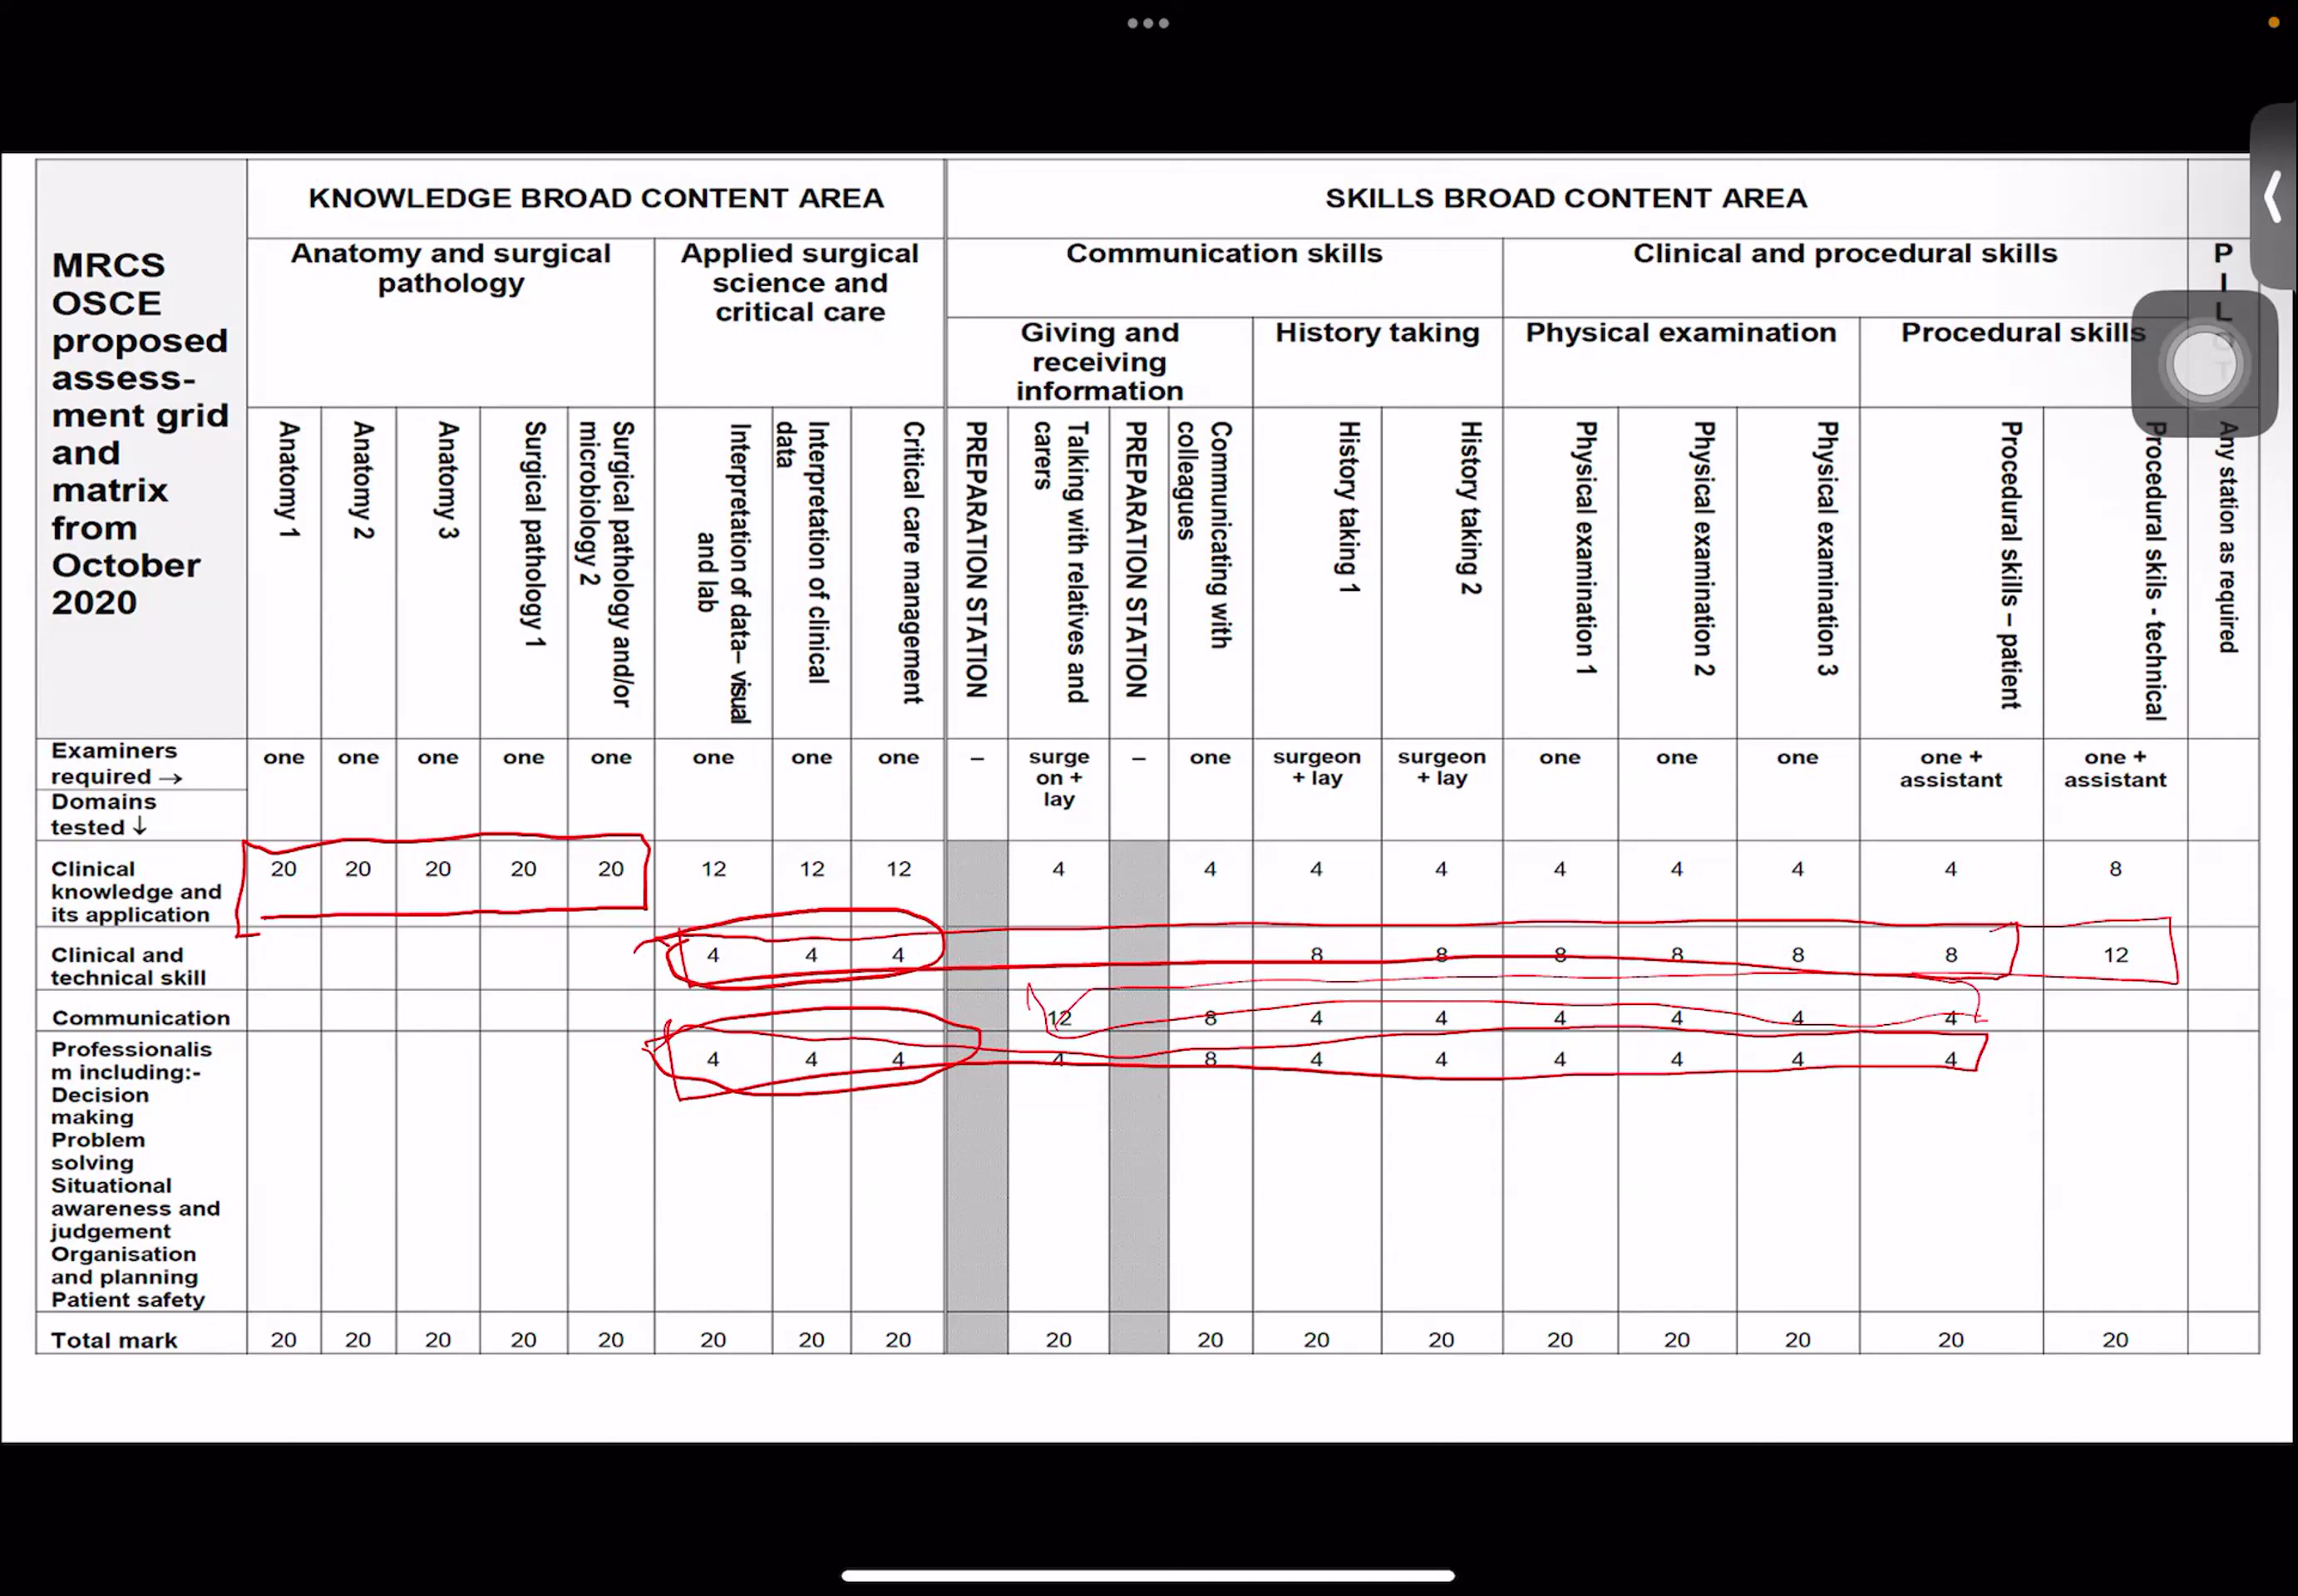 KNOWLEDGE BROAD CONTENT AREA
SKILLS BROAD CONTENT AREA
MRCS
OSCE
proposed
assess-
ment grid
and
matrix
from
October
2020
Anatomy and surgical
pathology
Applied surgical
science and
critical care
Communication skills
Clinical and procedural skills
P
I
L
Giving and
receiving
information
History taking
Physical examination
Procedural skills
Anatomy 1
Anatomy 2
Anatomy 3
Surgical pathology 1
Surgical pathology and/or
microbiology 2
Interpretation of data– visual
and lab
Interpretation of clinical
data
Critical care management
PREPARATION STATION
Talking with relatives and
carers
PREPARATION STATION
Communicating with
colleagues
History taking 1
History taking 2
Physical examination 1
Physical examination 2
Physical examination 3
Procedural skills – patient
Procedural skils - technical
Any station as required
Examiners
required →
one one one one one one one one – surge
on +
lay
– one surgeon
+ lay
surgeon
+ lay
one one one one +
assistant
one +
assistant
Domains
tested ↓
Clinical
knowledge and
its application
20 20 20 20 20 12 12 12 4 4 4 4 4 4 4 4 8
Clinical and
technical skill
4 4 4 8 8 8 8 8 8 12
Communication
12 8 4 4 4 4 4 4
Professionalis
m including:-
Decision
making
Problem
solving
Situational
awareness and
judgement
Organisation
and planning
Patient safety
4 4 4 4 8 4 4 4 4 4 4
Total mark
20 20 20 20 20 20 20 20 20 20 20 20 20 20 20 20 20